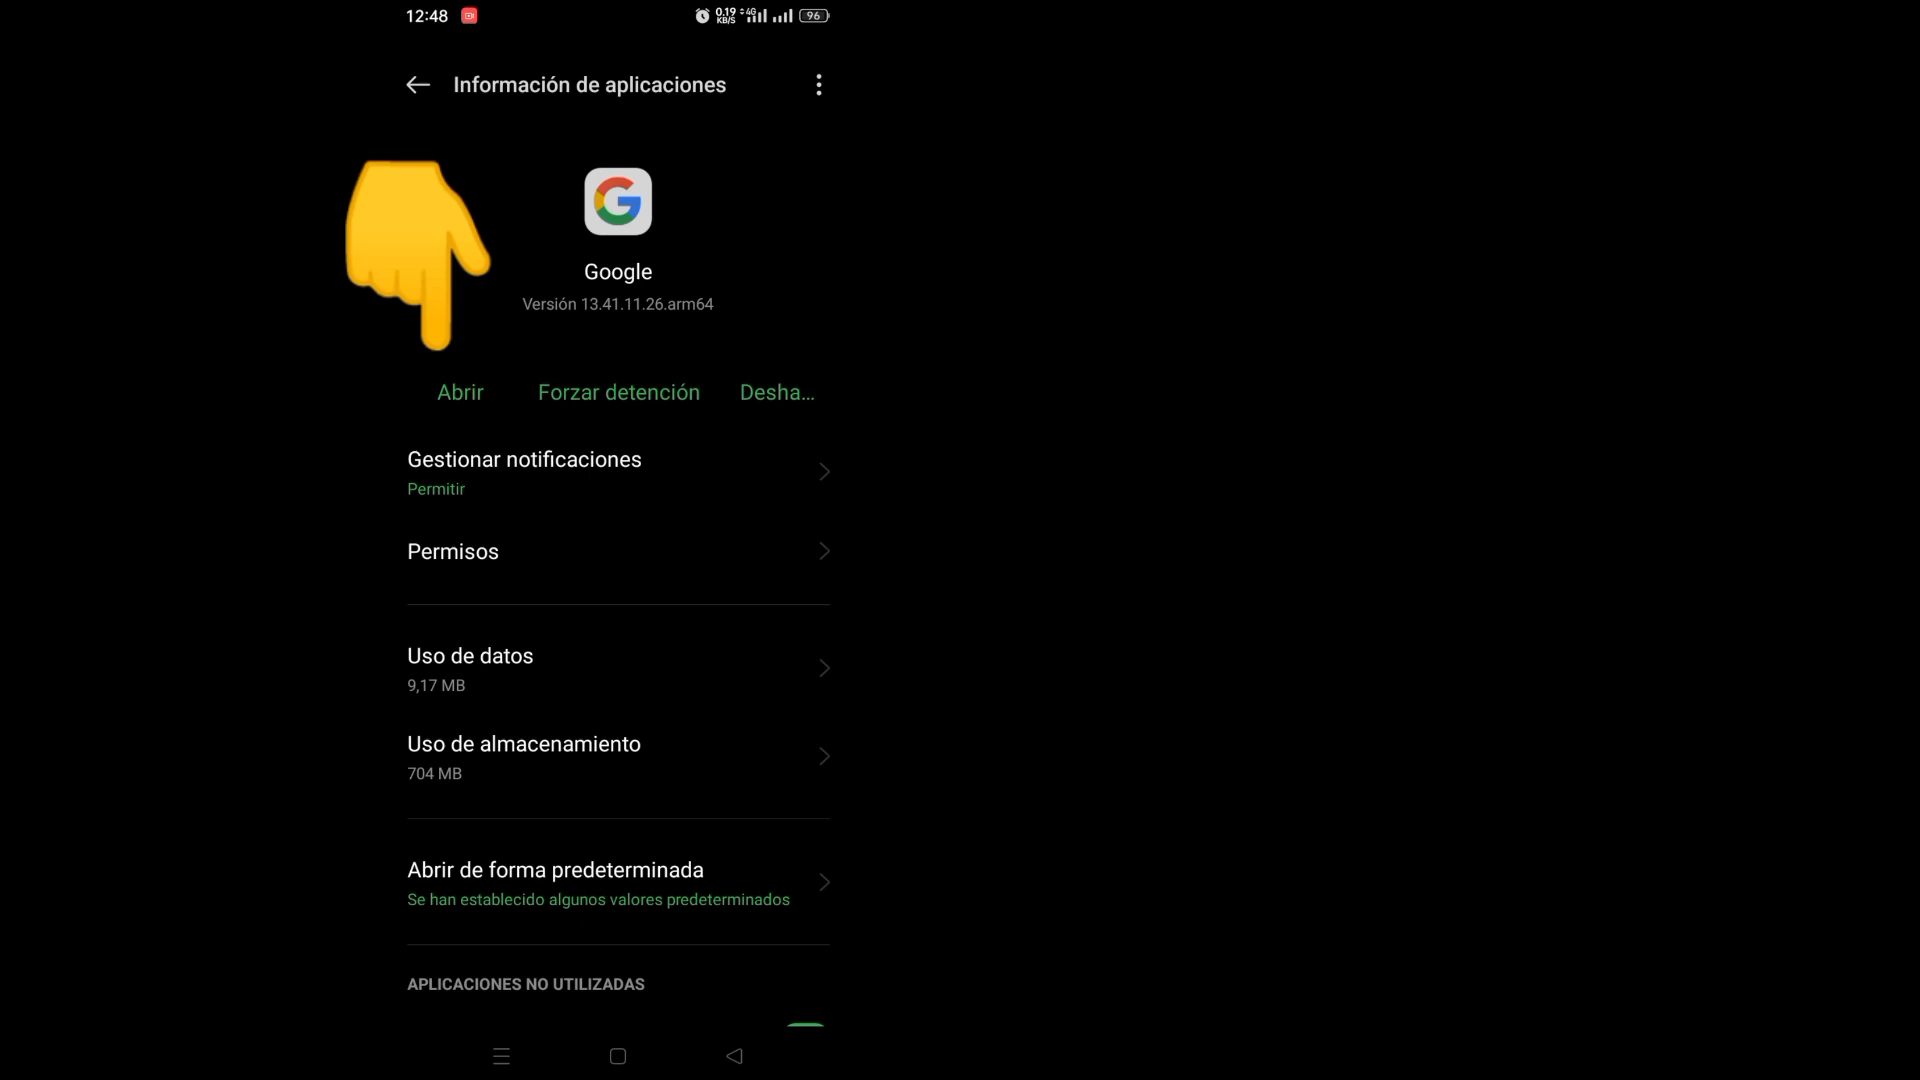 12:48
0.19 KB/S 4G 96
Información de aplicaciones
Google
Versión 13.41.11.26.arm64
Abrir Forzar detención Desha...
Gestionar notificaciones
Permitir
Permisos
Uso de datos
9,17 MB
Uso de almacenamiento
704 MB
Abrir de forma predeterminada
Se han establecido algunos valores predeterminados
APLICACIONES NO UTILIZADAS